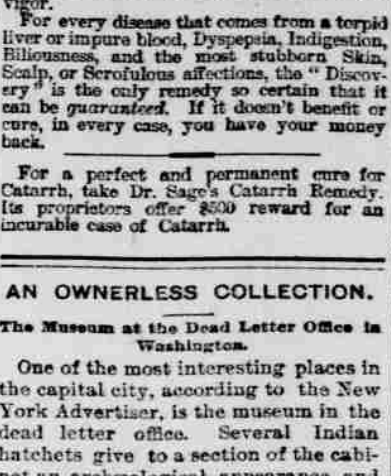 vigor.
For every disease that comes from a torpid
liver or impure blood, Dyspepsia, Indigestion,
Biliousness, and the most stubborn Skin,
Scalp, or Scrofulous affections, the "Discov-
ery" is the only remedy so certain that it
can be guaranteed. If it doesn't benefit or
cure, in every case, you have your money
back.
For a perfect and permanent cure for
Catarrh, take Dr. Sage's Catarrh Remedy.
Its proprietors offer $500 reward for an
incurable case of Catarrh.
AN OWNERLESS COLLECTION.
The Museum at the Dead Letter Office in
Washington.
One of the most interesting places in
the capital city, according to the New
York Advertiser, is the museum in the
dead letter office. Several Indian
hatchets give to a section of the cabi-
net an archeological appearance, and